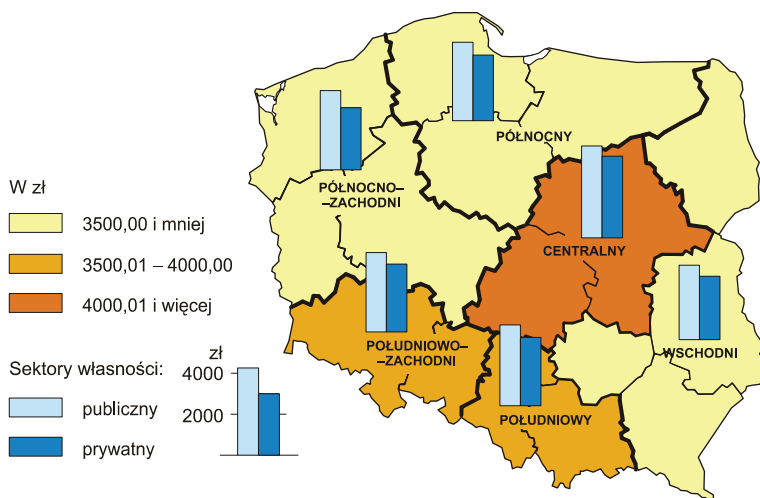 W zł
3500,00 i mniej
3500,01 – 4000,00
4000,01 i więcej
Sektory własności:
publiczny
prywatny
zł
4000
2000
PÓŁNOCNY
PÓŁNOCNO–
–ZACHODNI
CENTRALNY
POŁUDNIOWO–
–ZACHODNI
WSCHODNI
POŁUDNIOWY